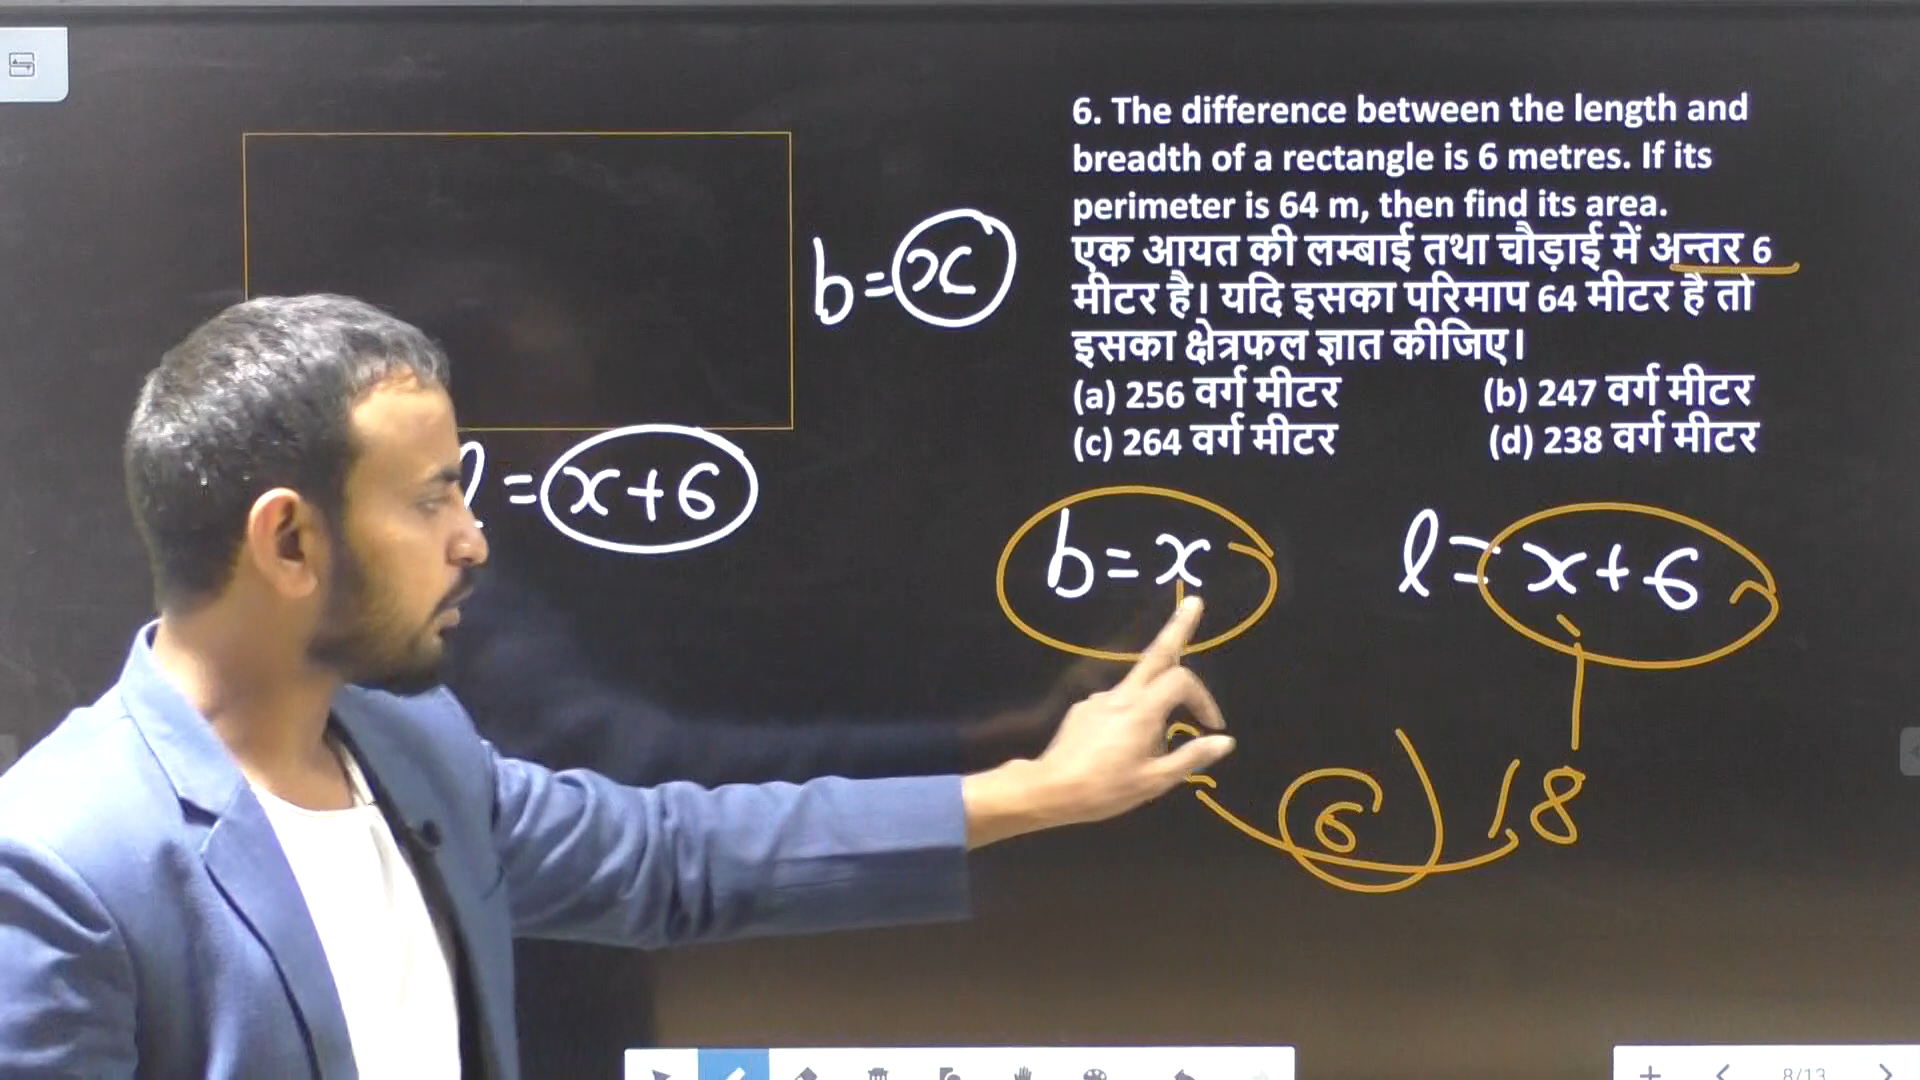 6. The difference between the length and
breadth of a rectangle is 6 metres. If its
perimeter is 64 m, then find its area.
एक आयत की लम्बाई तथा चौड़ाई में अन्तर 6
मीटर है। यदि इसका परिमाप 64 मीटर है तो
इसका क्षेत्रफल ज्ञात कीजिए।
(a) 256 वर्ग मीटर (b) 247 वर्ग मीटर
(c) 264 वर्ग मीटर (d) 238 वर्ग मीटर
b=x
l=x+6
b=x l=x+6
6 18
8/13